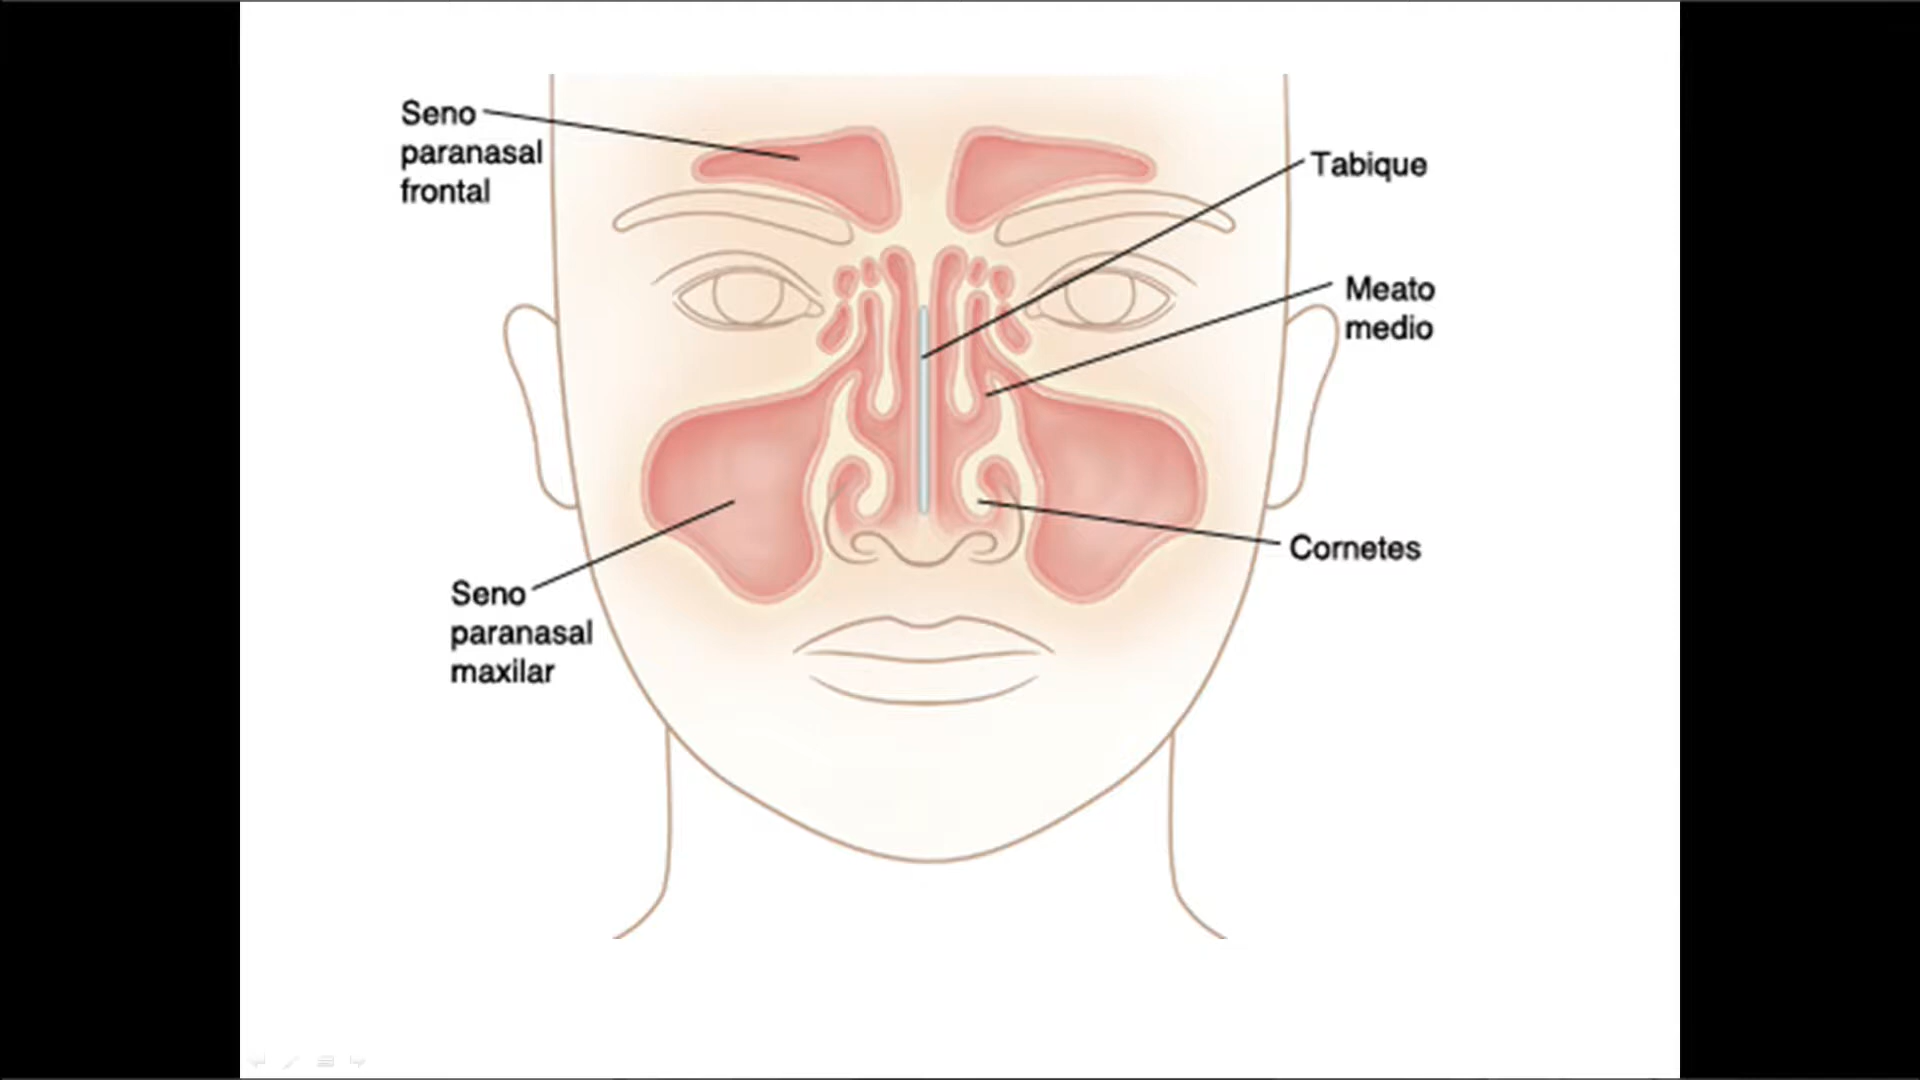 Seno
paranasal
frontal
Tabique
Meato
medio
Cornetes
Seno
paranasal
maxilar